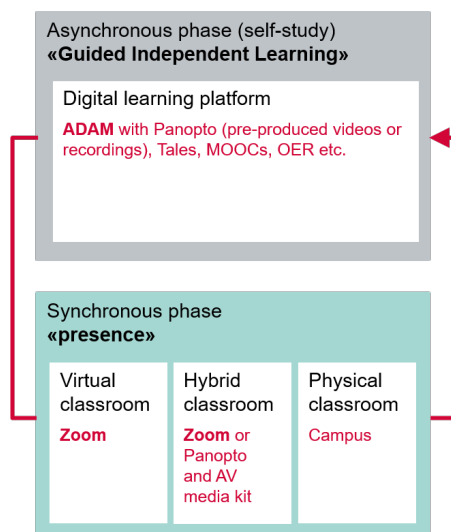 Asynchronous phase (self-study)
«Guided Independent Learning»
Digital learning platform
ADAM with Panopto (pre-produced videos or
recordings), Tales, MOOCs, OER etc.
Synchronous phase
«presence»
Virtual
classroom
Zoom
Hybrid
classroom
Zoom or
Panopto
and AV
media kit
Physical
classroom
Campus